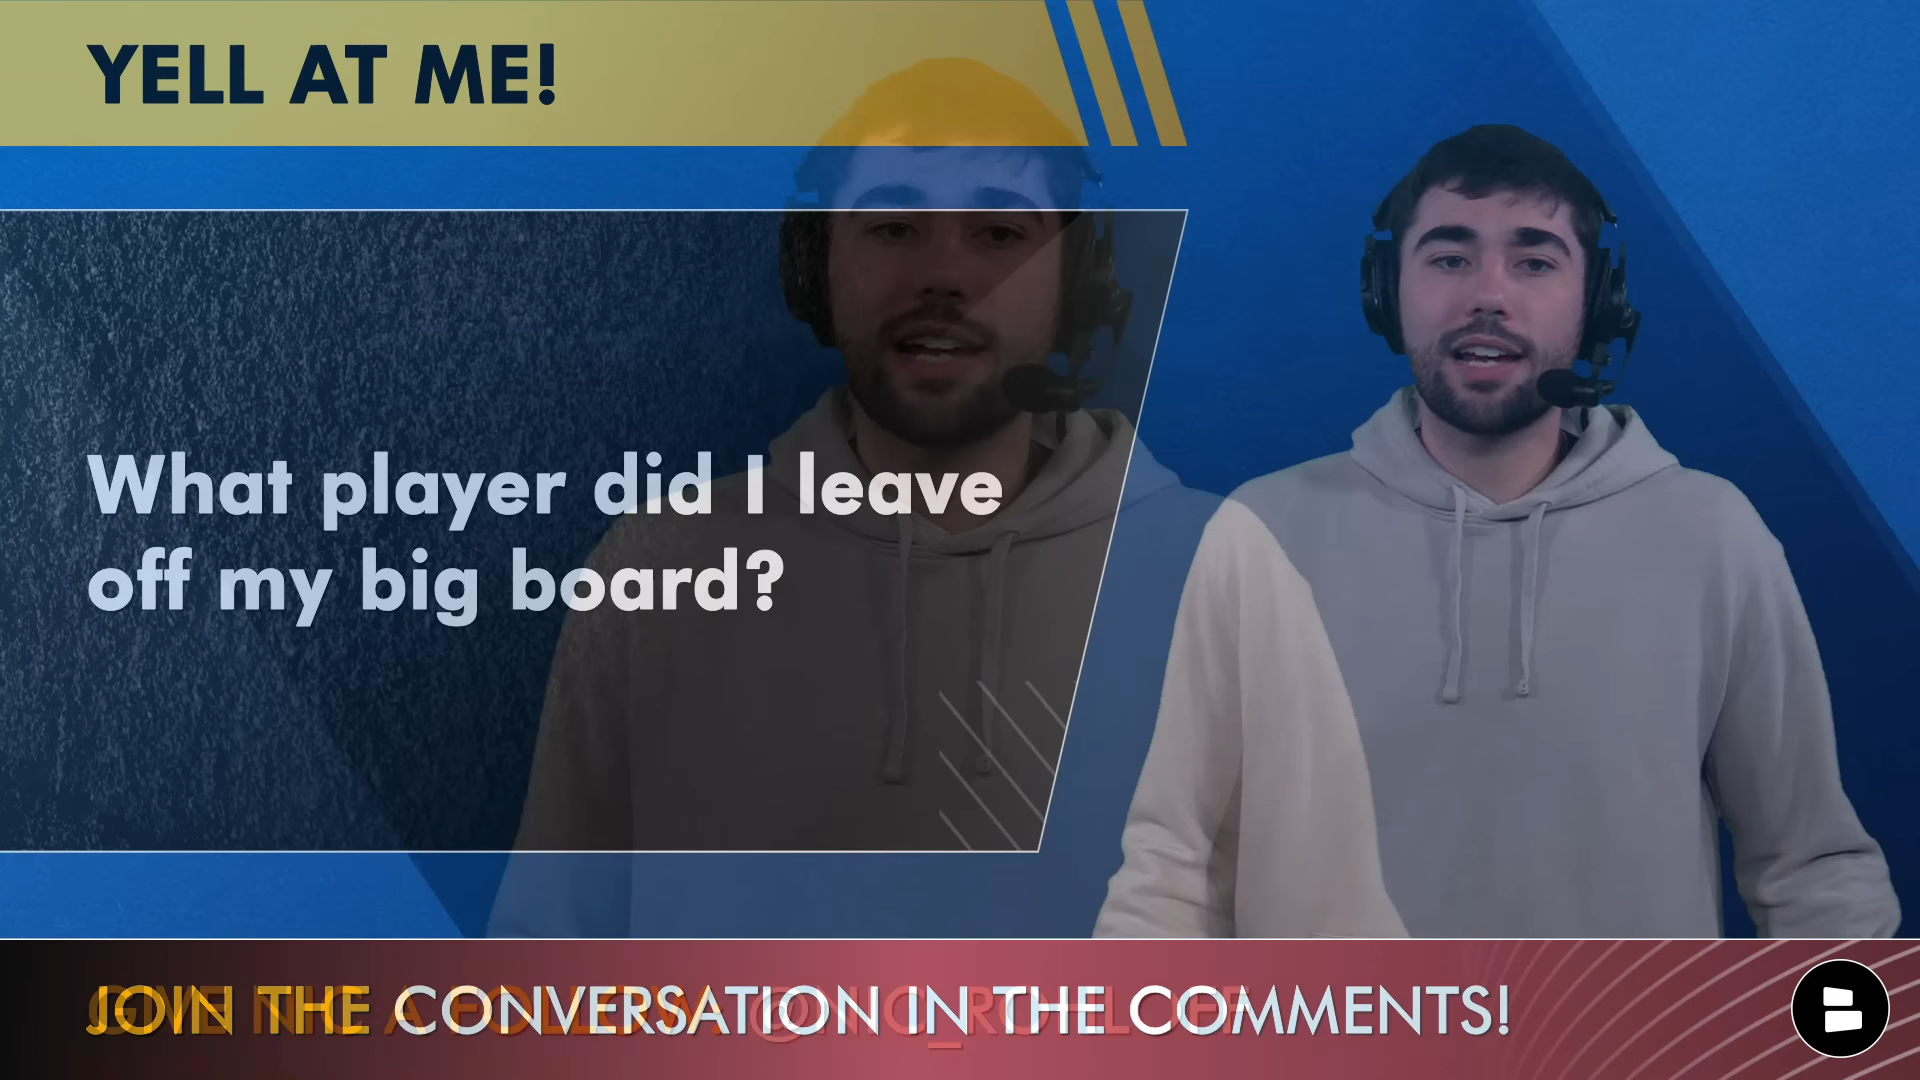 YELL AT ME!
What player did I leave
off my big board?
JOIN THE CONVERSATION IN THE COMMENTS!